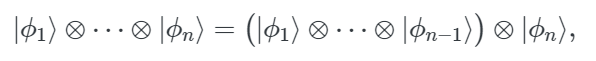 |ϕ₁⟩ ⊗ ⋯ ⊗ |ϕₙ⟩ = (|ϕ₁⟩ ⊗ ⋯ ⊗ |ϕₙ₋₁⟩) ⊗ |ϕₙ⟩,